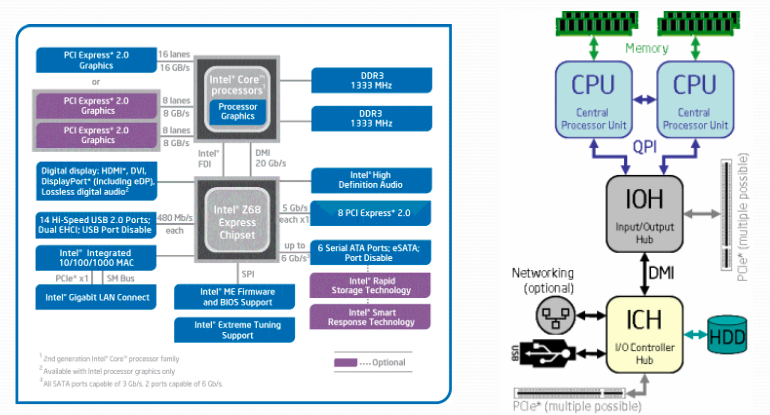 PCI Express* 2.0
Graphics
16 lanes
16 GB/s
or
PCI Express* 2.0
Graphics
8 lanes
8 GB/s
PCI Express* 2.0
Graphics
8 lanes
8 GB/s
Intel® Core™
processors¹
Processor
Graphics
DDR3
1333 MHz
DDR3
1333 MHz
Intel®
FDI
DMI
20 Gb/s
Digital display: HDMI*, DVI,
DisplayPort* (including eDP),
Lossless digital audio²
Intel® High
Definition Audio
14 Hi-Speed USB 2.0 Ports;
Dual EHCI; USB Port Disable
480 Mb/s
each
Intel® Z68
Express
Chipset
5 Gb/s
each x1
8 PCI Express* 2.0
Intel® Integrated
10/100/1000 MAC
up to
6 Gb/s³
6 Serial ATA Ports; eSATA;
Port Disable
PCIe* x1
SM Bus
SPI
Intel® Gigabit LAN Connect
Intel® ME Firmware
and BIOS Support
Intel® Rapid
Storage Technology
Intel® Extreme Tuning
Support
Intel® Smart
Response Technology
¹ 2nd generation Intel® Core™ processor family
² Available with Intel processor graphics only
³ All SATA ports capable of 3 Gb/s. 2 ports capable of 6 Gb/s.
---- Optional
Memory
CPU
Central
Processor Unit
CPU
Central
Processor Unit
QPI
IOH
Input/Output
Hub
PCIe* (multiple possible)
DMI
Networking
(optional)
ICH
I/O Controller
Hub
HDD
USB
PCIe* (multiple possible)